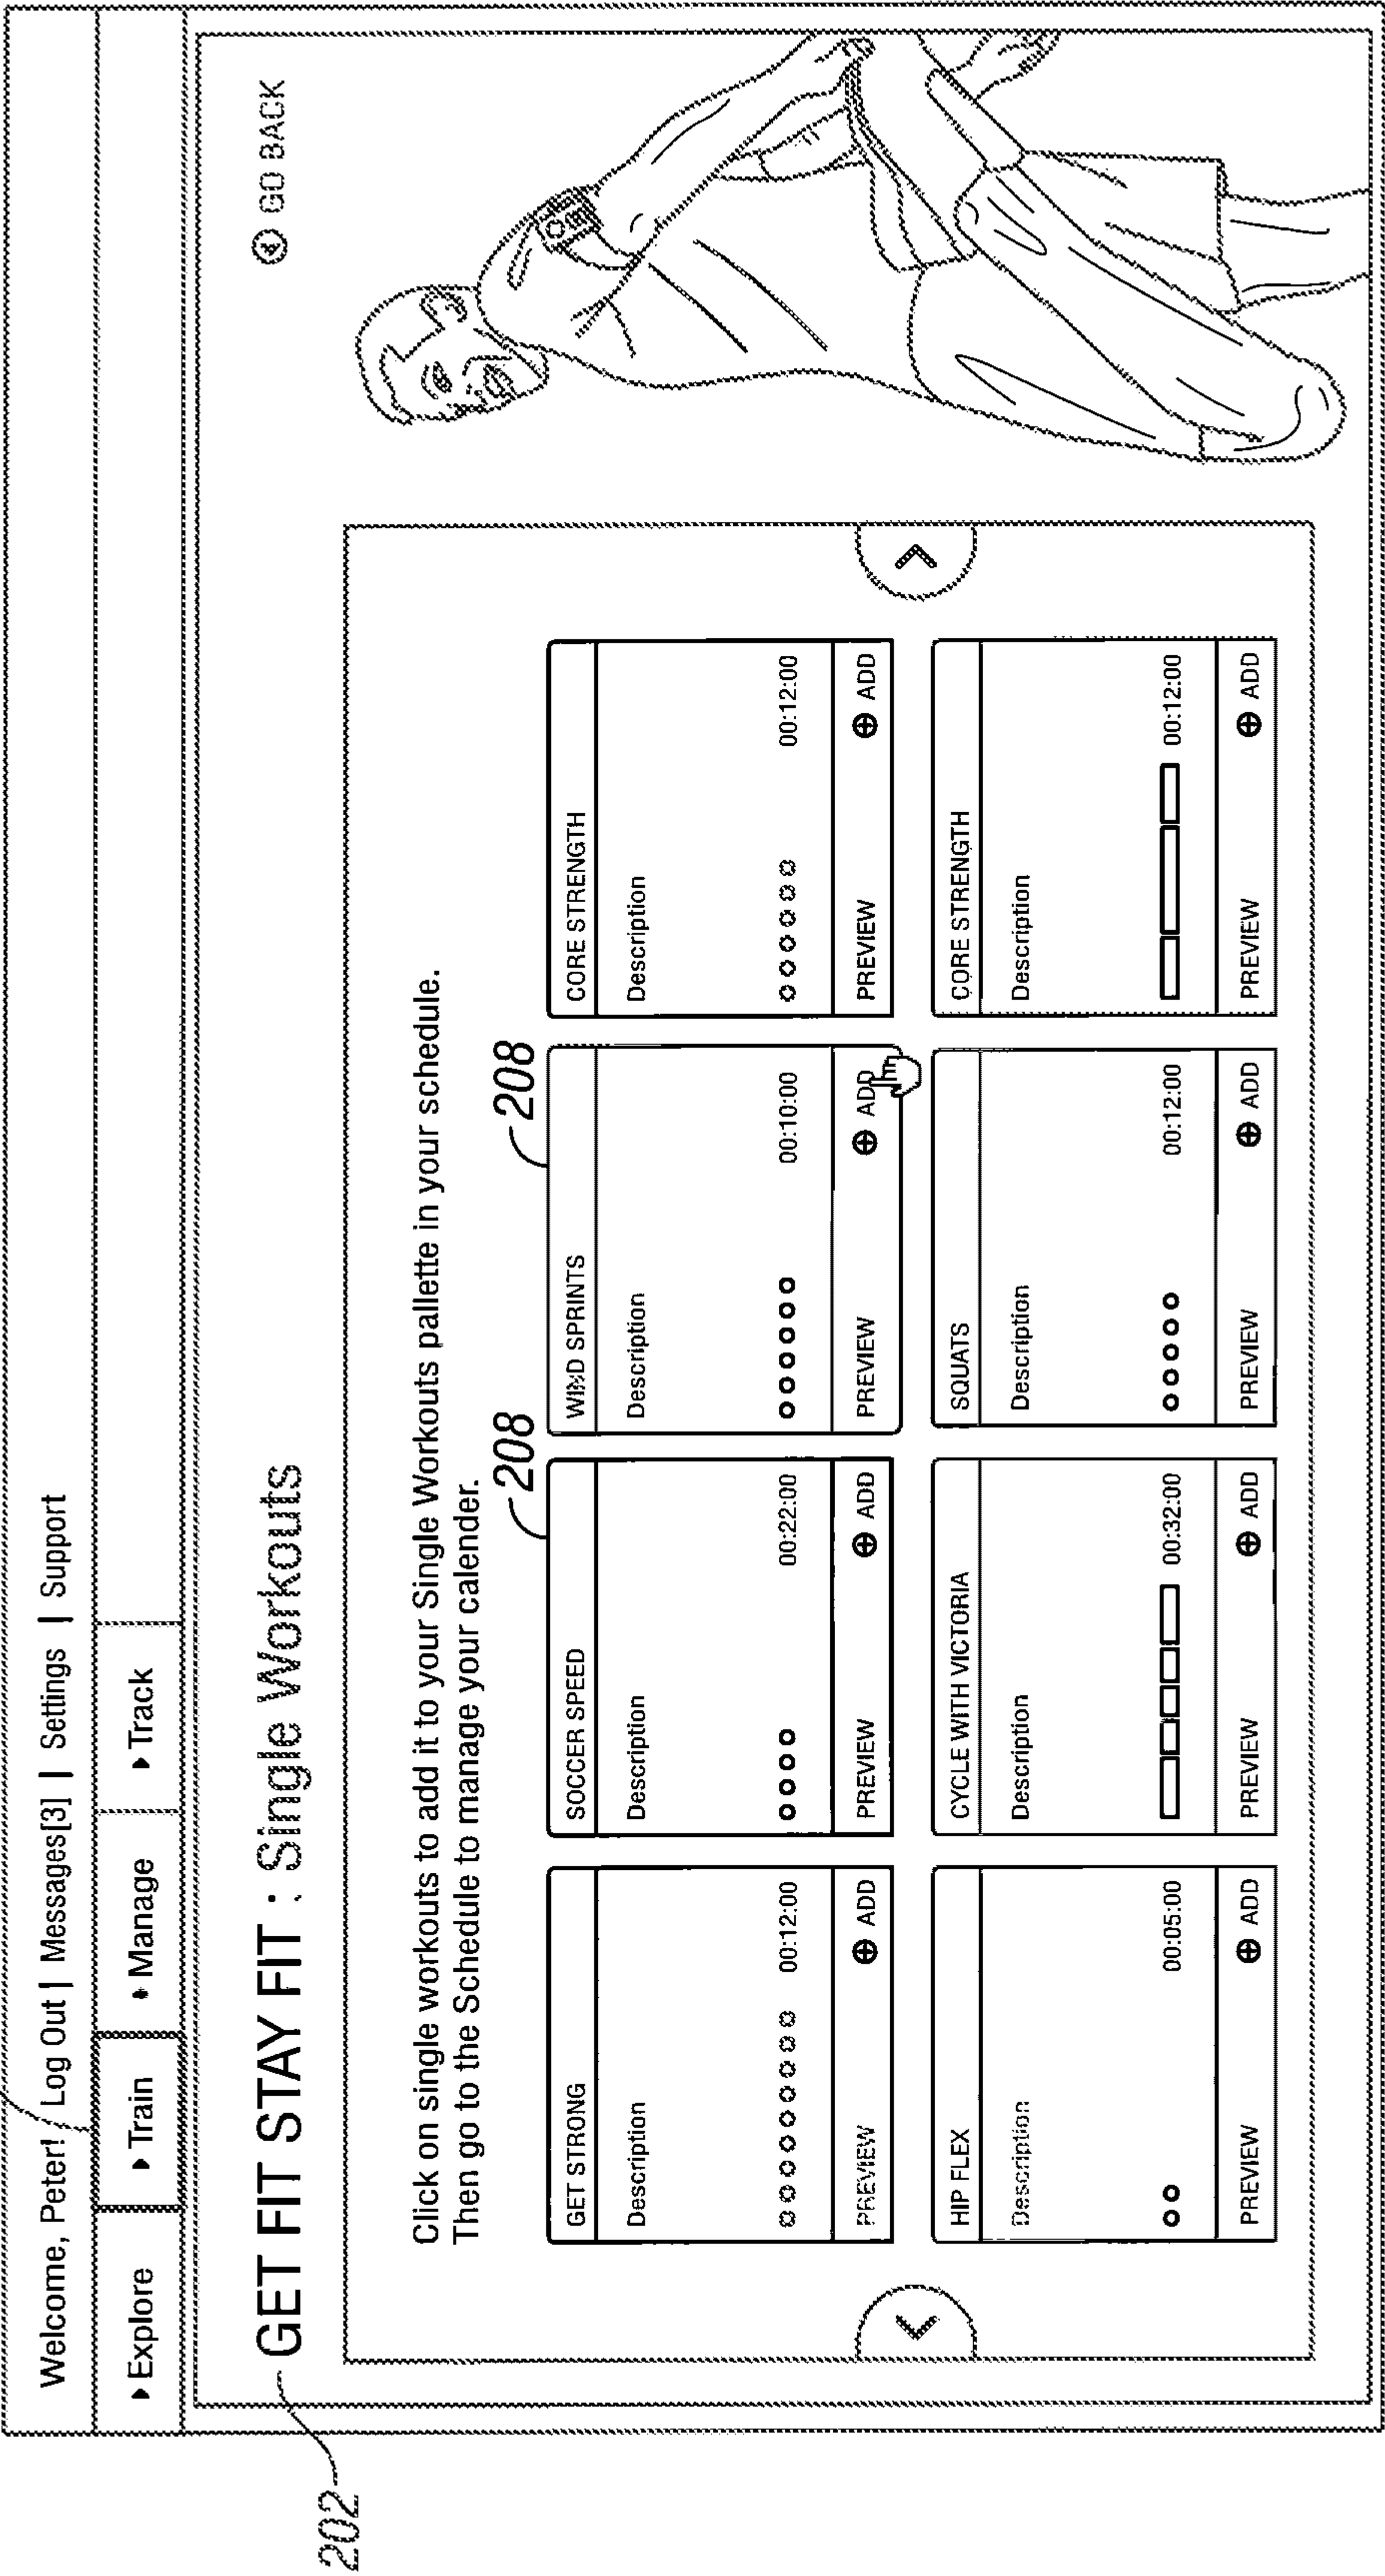 Welcome, Peter! Log Out | Messages[3] | Settings | Support
Explore
Train
Manage
Track
202
GET FIT STAY FIT : Single Workouts
GO BACK
Click on single workouts to add it to your Single Workouts pallette in your schedule.
Then go to the Schedule to manage your calender.
208
208
GET STRONG
Description
00:12:00
PREVIEW
ADD
SOCCER SPEED
Description
00:22:00
PREVIEW
ADD
WIND SPRINTS
Description
00:10:00
PREVIEW
ADD
CORE STRENGTH
Description
00:12:00
PREVIEW
ADD
HIP FLEX
Description
00:05:00
PREVIEW
ADD
CYCLE WITH VICTORIA
Description
00:32:00
PREVIEW
ADD
SQUATS
Description
00:12:00
PREVIEW
ADD
CORE STRENGTH
Description
00:12:00
PREVIEW
ADD